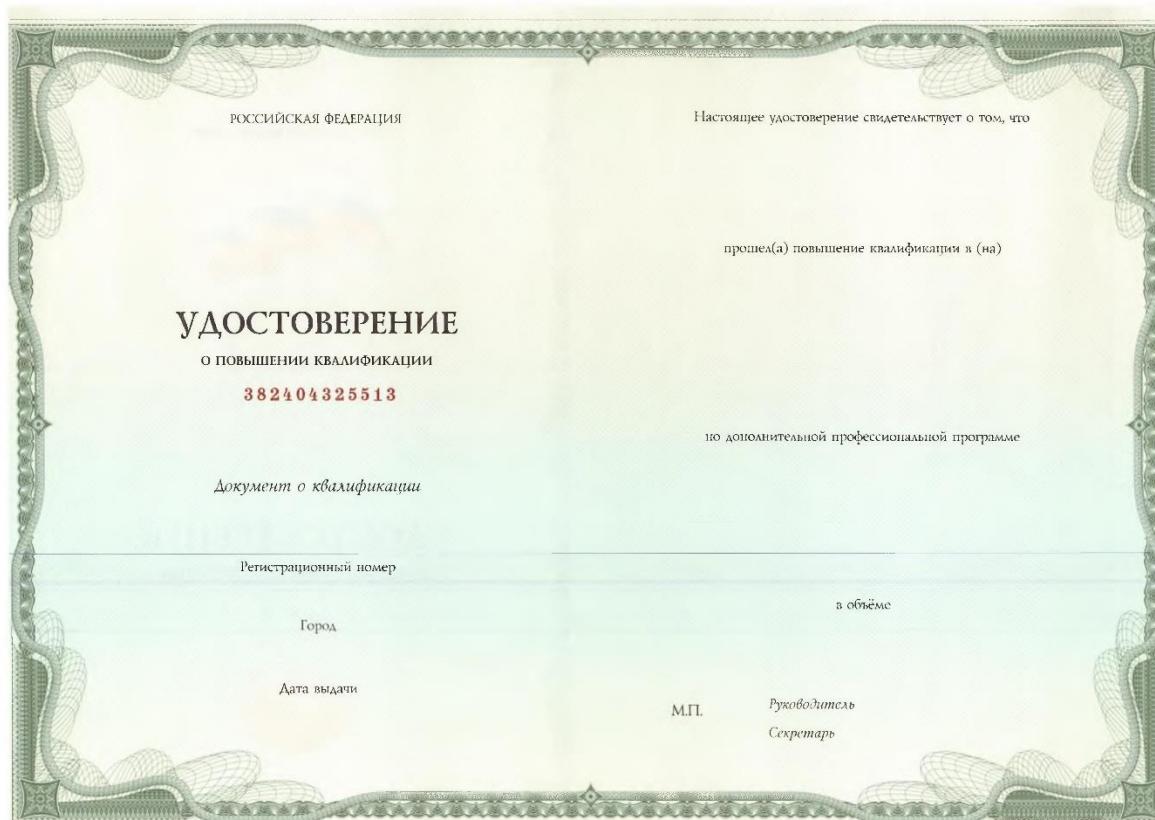 РОССИЙСКАЯ ФЕДЕРАЦИЯ
УДОСТОВЕРЕНИЕ
О ПОВЫШЕНИИ КВАЛИФИКАЦИИ
382404325513
Документ о квалификации
Регистрационный номер
Город
Дата выдачи
Настоящее удостоверение свидетельствует о том, что
прошел(а) повышение квалификации в (на)
по дополнительной профессиональной программе
в объёме
М.П.
Руководитель
Секретарь